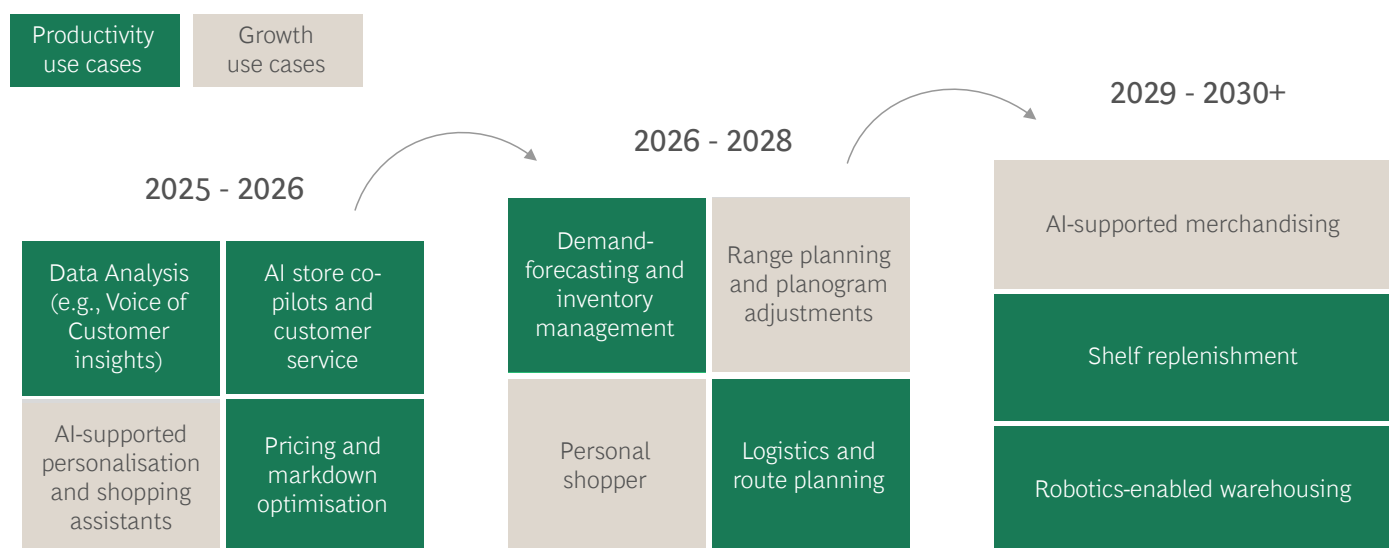 Productivity
use cases
Growth
use cases
2025 - 2026
Data Analysis
(e.g., Voice of
Customer
insights)
AI store co-
pilots and
customer
service
AI-supported
personalisation
and shopping
assistants
Pricing and
markdown
optimisation
2026 - 2028
Demand-
forecasting and
inventory
management
Range planning
and planogram
adjustments
Personal
shopper
Logistics and
route planning
2029 - 2030+
AI-supported merchandising
Shelf replenishment
Robotics-enabled warehousing